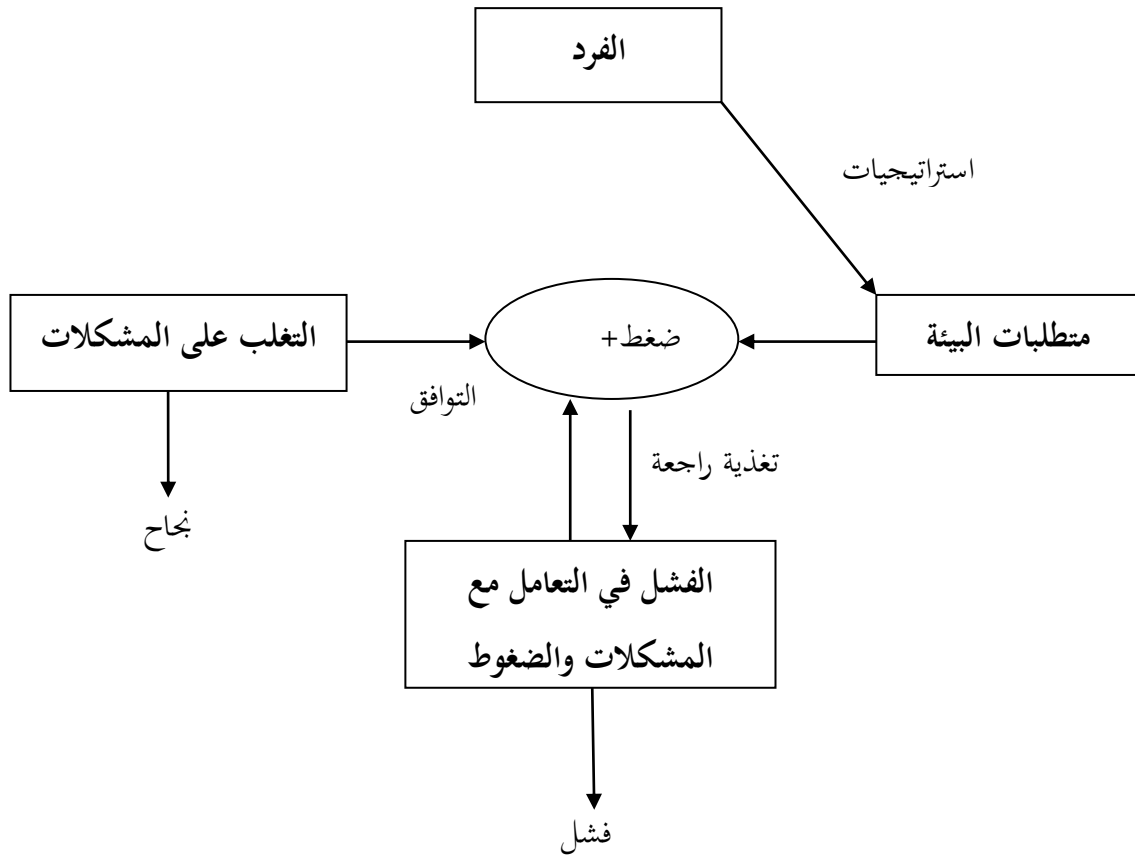 الفرد
استراتيجيات
متطلبات البيئة
ضغط+
التغلب على المشكلات
التوافق
تغذية راجعة
نجاح
الفشل في التعامل مع
المشكلات والضغوط
فشل